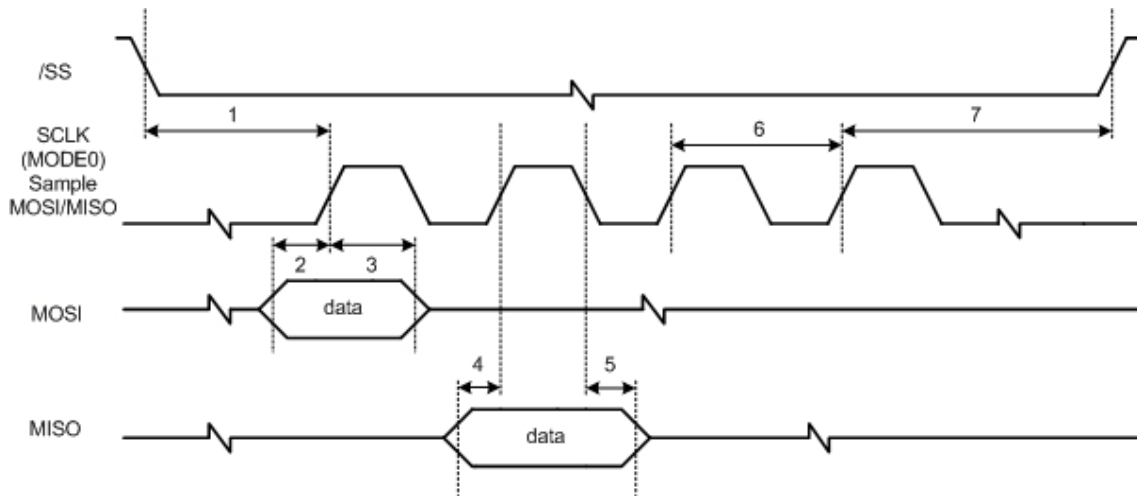 /SS
1
SCLK
(MODE0)
Sample
MOSI/MISO
6
7
2
3
MOSI
data
4
5
MISO
data